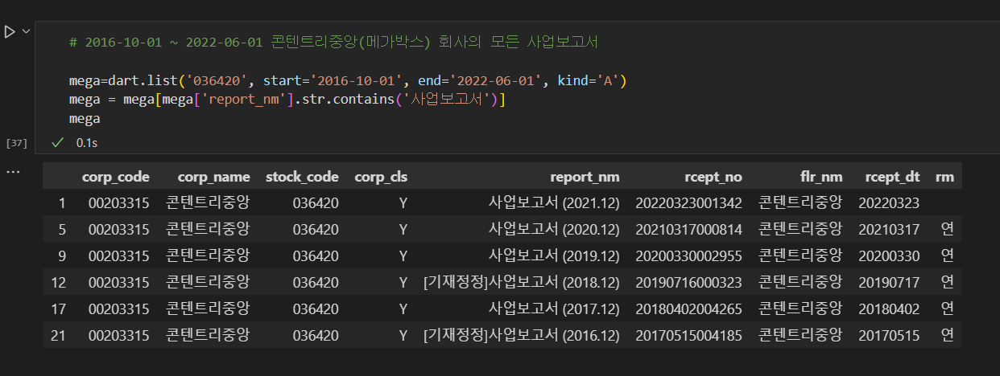 # 2016-10-01 ~ 2022-06-01 콘텐트리중앙(메가박스) 회사의 모든 사업보고서
mega=dart.list('036420', start='2016-10-01', end='2022-06-01', kind='A')
mega = mega[mega['report_nm'].str.contains('사업보고서')]
mega
[37] 0.1s
...
corp_code corp_name stock_code corp_cls report_nm rcept_no flr_nm rcept_dt rm
1 00203315 콘텐트리중앙 036420 Y 사업보고서 (2021.12) 20220323001342 콘텐트리중앙 20220323
5 00203315 콘텐트리중앙 036420 Y 사업보고서 (2020.12) 20210317000814 콘텐트리중앙 20210317 연
9 00203315 콘텐트리중앙 036420 Y 사업보고서 (2019.12) 20200330002955 콘텐트리중앙 20200330 연
12 00203315 콘텐트리중앙 036420 Y [기재정정]사업보고서 (2018.12) 20190716000323 콘텐트리중앙 20190717 연
17 00203315 콘텐트리중앙 036420 Y 사업보고서 (2017.12) 20180402004265 콘텐트리중앙 20180402 연
21 00203315 콘텐트리중앙 036420 Y [기재정정]사업보고서 (2016.12) 20170515004185 콘텐트리중앙 20170515 연